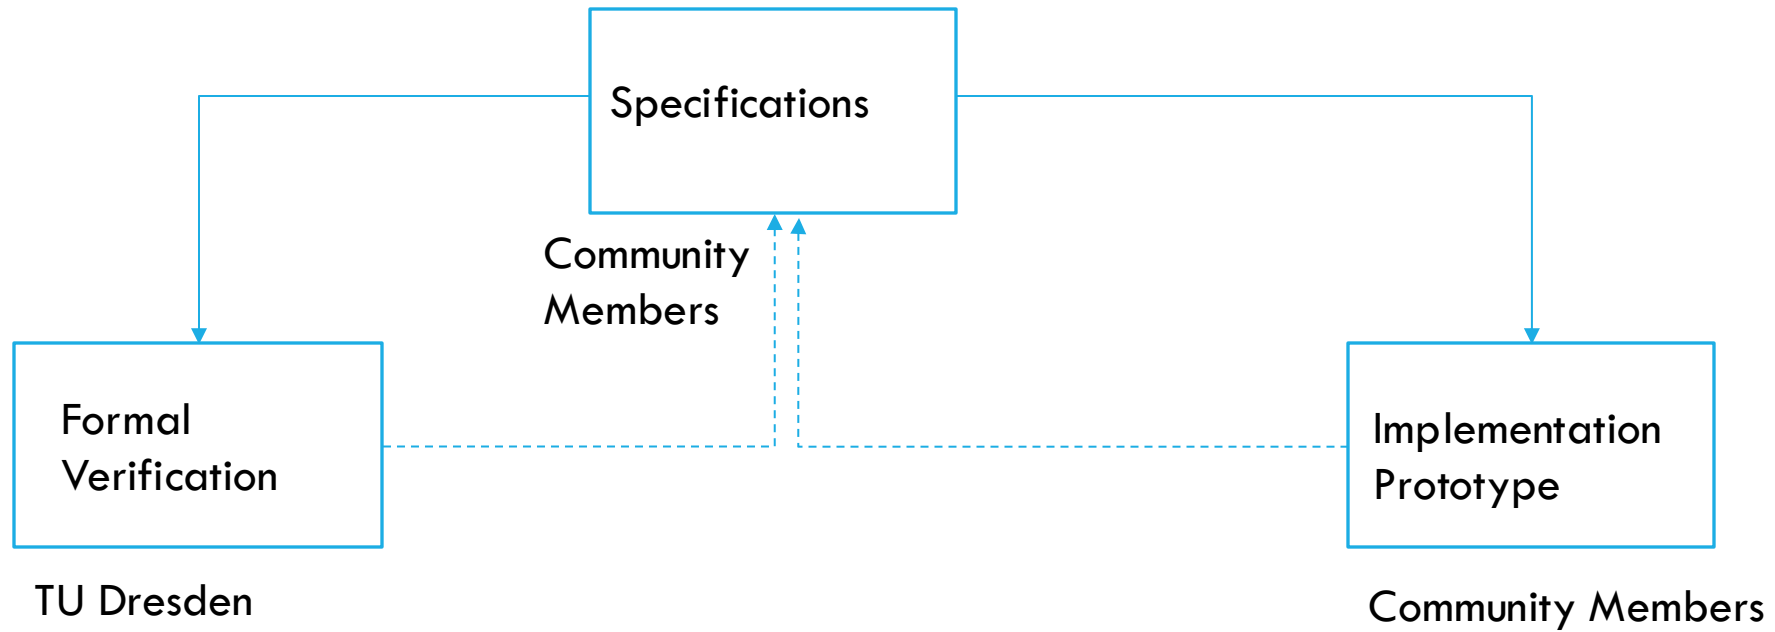 Specifications
Community
Members
Formal
Verification
Implementation
Prototype
TU Dresden
Community Members